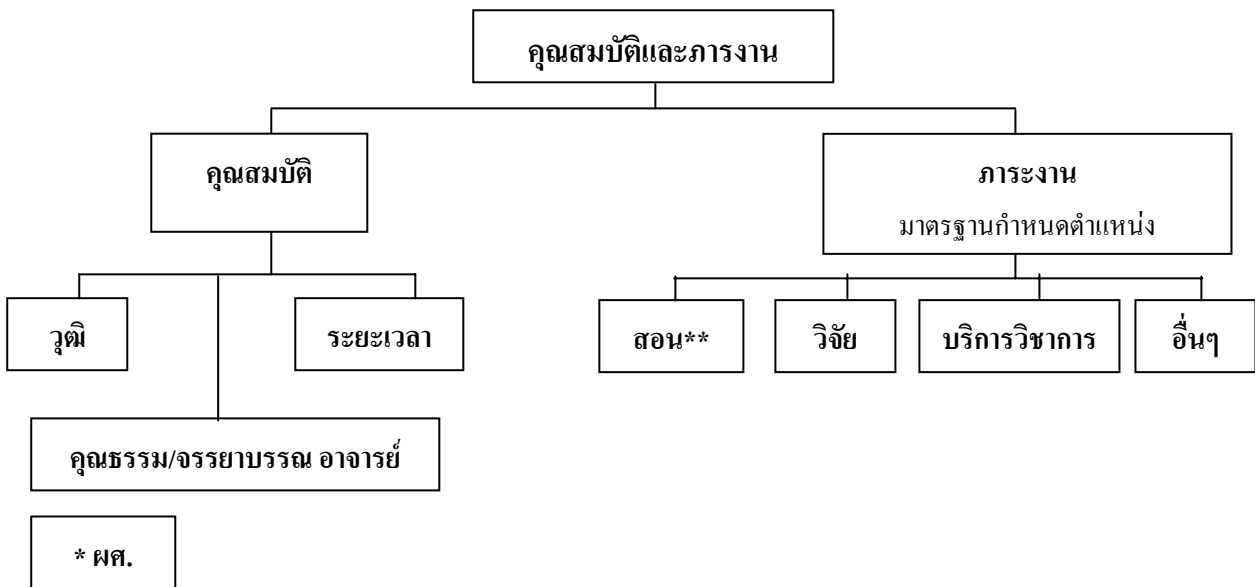 คุณสมบัติและภารงาน
คุณสมบัติ
ภาระงาน
มาตรฐานกำหนดตำแหน่ง
วุฒิ
ระยะเวลา
สอน**
วิจัย
บริการวิชาการ
อื่นๆ
คุณธรรม/จรรยาบรรณ อาจารย์
* ผศ.